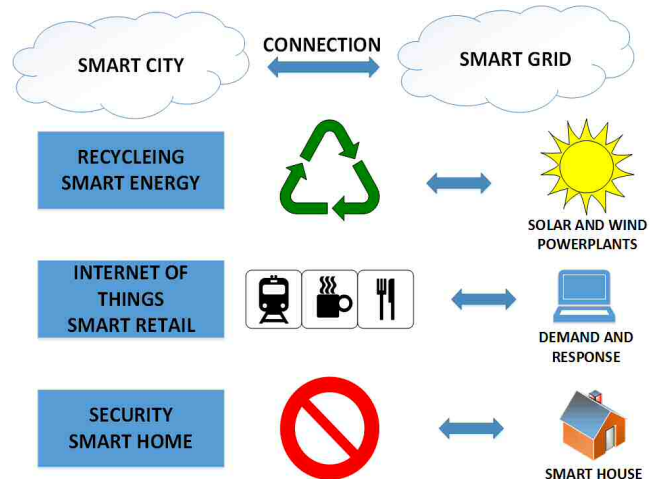 SMART CITY
CONNECTION
SMART GRID
RECYCLEING
SMART ENERGY
SOLAR AND WIND
POWERPLANTS
INTERNET OF
THINGS
SMART RETAIL
DEMAND AND
RESPONSE
SECURITY
SMART HOME
SMART HOUSE